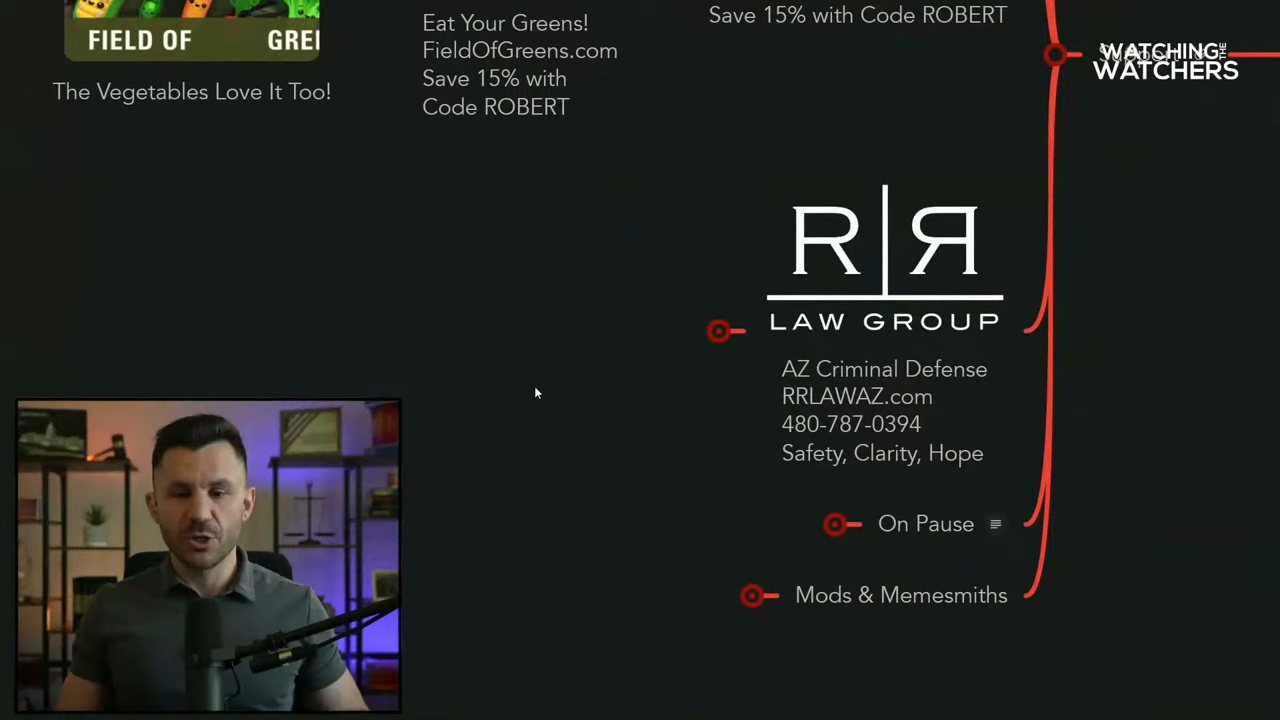 FIELD OF GREE
The Vegetables Love It Too!
Eat Your Greens!
FieldOfGreens.com
Save 15% with
Code ROBERT
Save 15% with Code ROBERT
WATCHING THE
WATCHERS
R R
LAW GROUP
AZ Criminal Defense
RRLAWAZ.com
480-787-0394
Safety, Clarity, Hope
On Pause
Mods & Memesmiths